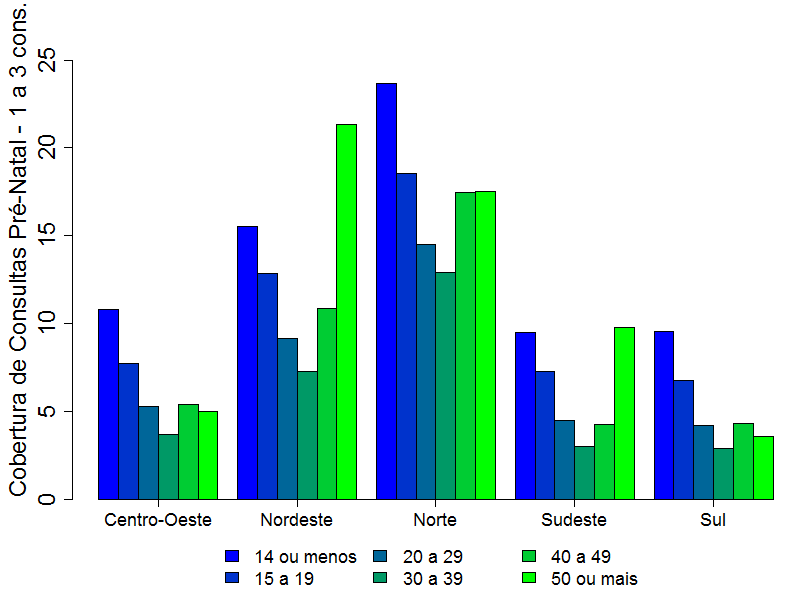 Cobertura de Consultas Pré-Natal - 1 a 3 cons.
25
20
15
10
5
0
Centro-Oeste Nordeste Norte Sudeste Sul
14 ou menos 20 a 29 40 a 49
15 a 19 30 a 39 50 ou mais